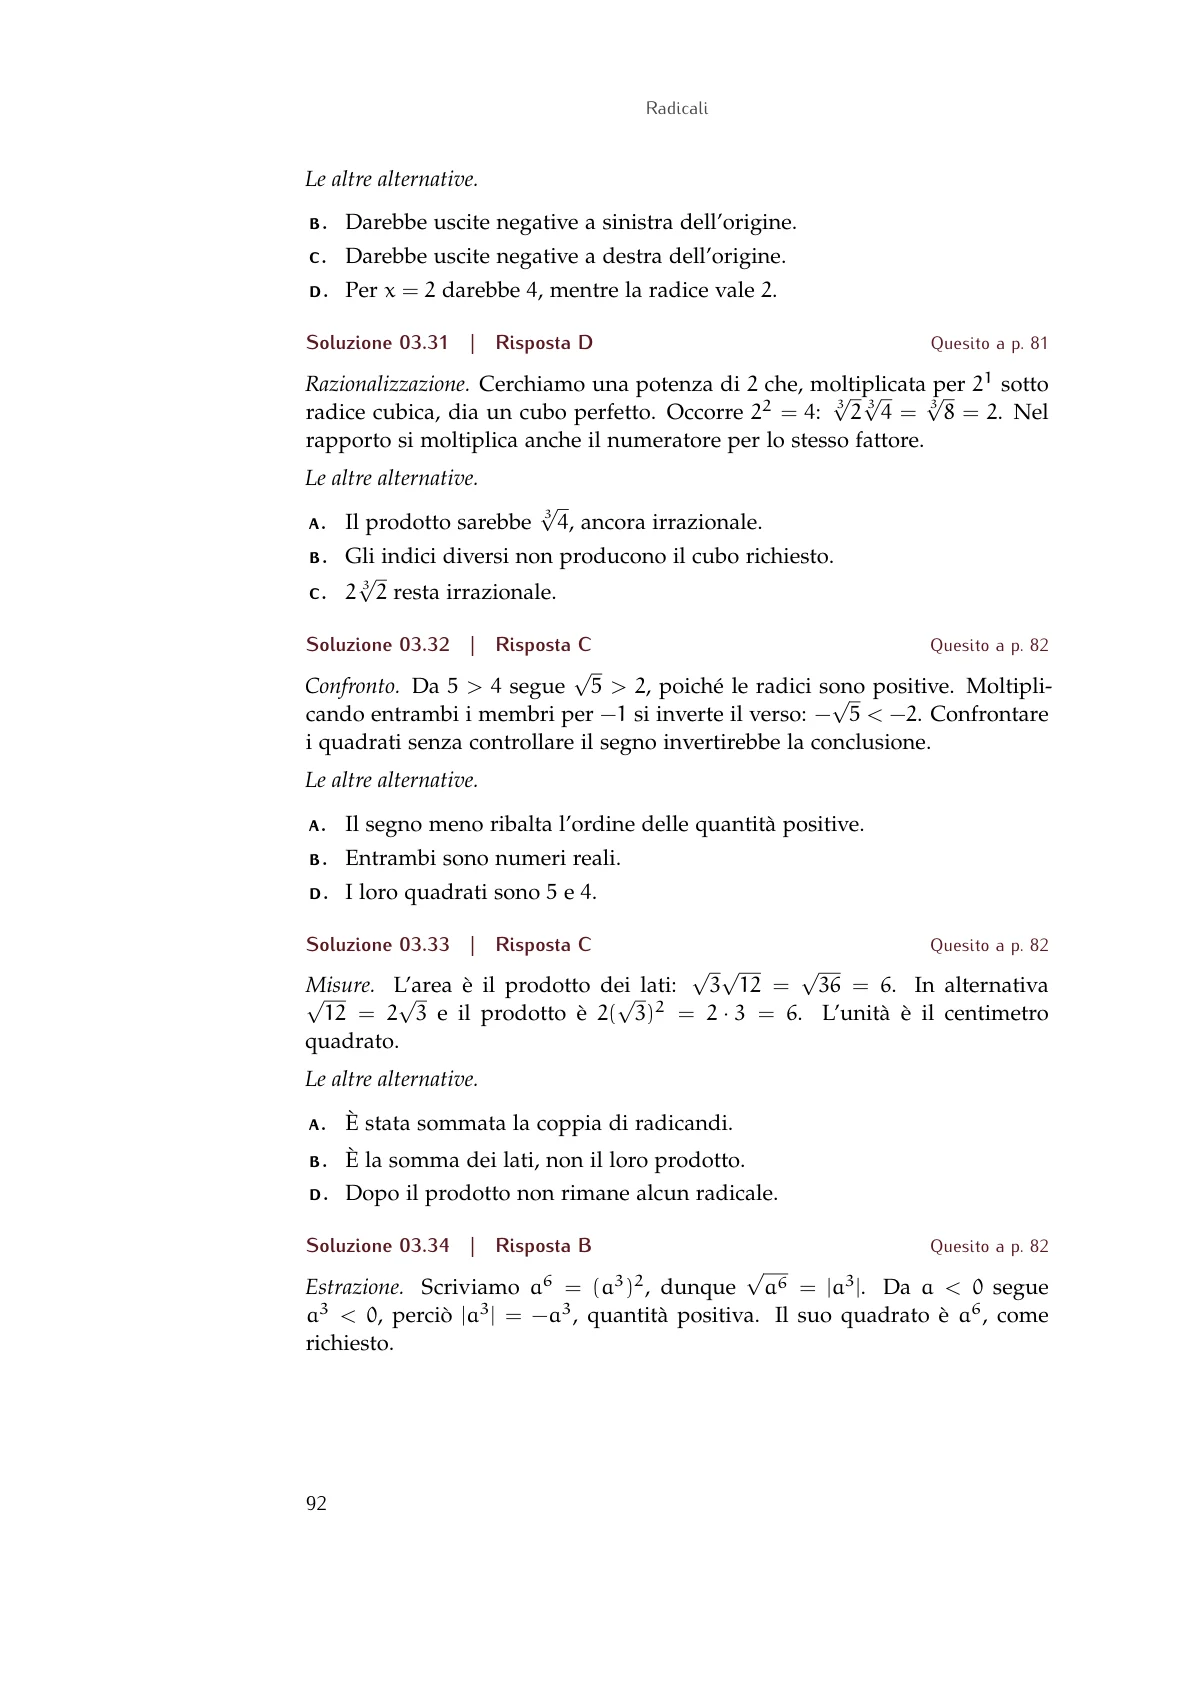 Radicali
Le altre alternative.
B. Darebbe uscite negative a sinistra dell’origine.
C. Darebbe uscite negative a destra dell’origine.
D. Per x = 2 darebbe 4, mentre la radice vale 2.
Soluzione 03.31 | Risposta D Quesito a p. 81
Razionalizzazione. Cerchiamo una potenza di 2 che, moltiplicata per 2¹ sotto
radice cubica, dia un cubo perfetto. Occorre 2² = 4: ∛2∛4 = ∛8 = 2. Nel
rapporto si moltiplica anche il numeratore per lo stesso fattore.
Le altre alternative.
A. Il prodotto sarebbe ∛4, ancora irrazionale.
B. Gli indici diversi non producono il cubo richiesto.
C. 2∛2 resta irrazionale.
Soluzione 03.32 | Risposta C Quesito a p. 82
Confronto. Da 5 > 4 segue √5 > 2, poiché le radici sono positive. Moltipli-
cando entrambi i membri per −1 si inverte il verso: −√5 < −2. Confrontare
i quadrati senza controllare il segno invertirebbe la conclusione.
Le altre alternative.
A. Il segno meno ribalta l’ordine delle quantità positive.
B. Entrambi sono numeri reali.
D. I loro quadrati sono 5 e 4.
Soluzione 03.33 | Risposta C Quesito a p. 82
Misure. L’area è il prodotto dei lati: √3√12 = √36 = 6. In alternativa
√12 = 2√3 e il prodotto è 2(√3)² = 2 · 3 = 6. L’unità è il centimetro
quadrato.
Le altre alternative.
A. È stata sommata la coppia di radicandi.
B. È la somma dei lati, non il loro prodotto.
D. Dopo il prodotto non rimane alcun radicale.
Soluzione 03.34 | Risposta B Quesito a p. 82
Estrazione. Scriviamo a⁶ = (a³)², dunque √a⁶ = |a³|. Da a < 0 segue
a³ < 0, perciò |a³| = −a³, quantità positiva. Il suo quadrato è a⁶, come
richiesto.
92